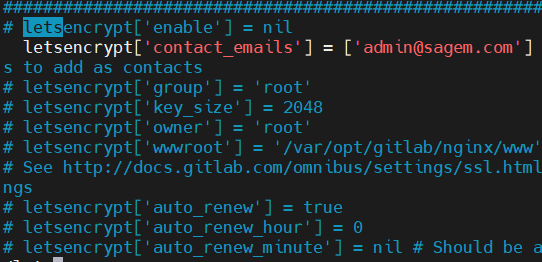 ################################################################
# letsencrypt['enable'] = nil
letsencrypt['contact_emails'] = ['admin@sagem.com']
s to add as contacts
# letsencrypt['group'] = 'root'
# letsencrypt['key_size'] = 2048
# letsencrypt['owner'] = 'root'
# letsencrypt['wwwroot'] = '/var/opt/gitlab/nginx/www'
# See http://docs.gitlab.com/omnibus/settings/ssl.html
ngs
# letsencrypt['auto_renew'] = true
# letsencrypt['auto_renew_hour'] = 0
# letsencrypt['auto_renew_minute'] = nil # Should be a